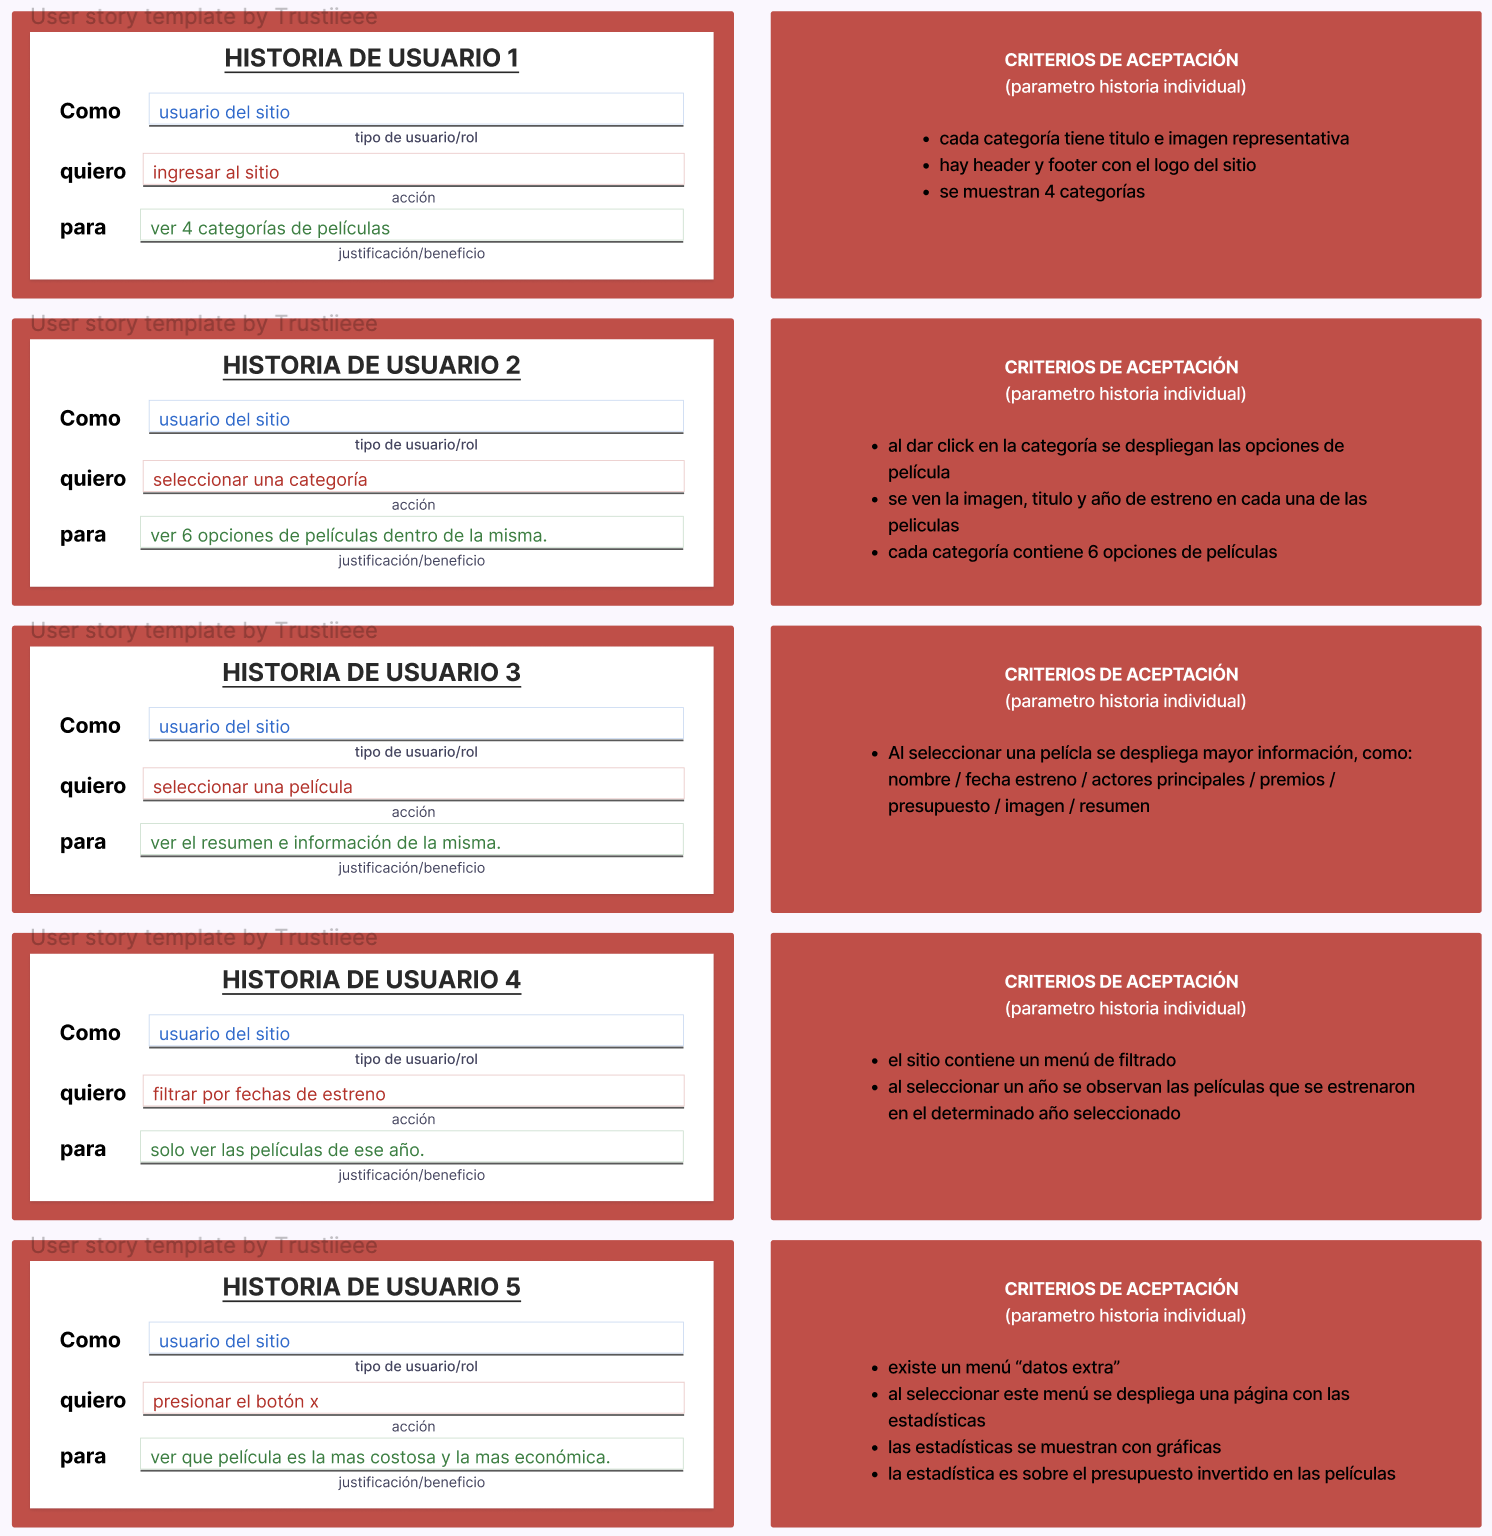 User story template by Trustiieee
HISTORIA DE USUARIO 1
Como usuario del sitio
tipo de usuario/rol
quiero ingresar al sitio
acción
para ver 4 categorías de películas
justificación/beneficio
CRITERIOS DE ACEPTACIÓN
(parametro historia individual)
• cada categoría tiene titulo e imagen representativa
• hay header y footer con el logo del sitio
• se muestran 4 categorías
User story template by Trustiieee
HISTORIA DE USUARIO 2
Como usuario del sitio
tipo de usuario/rol
quiero seleccionar una categoría
acción
para ver 6 opciones de películas dentro de la misma.
justificación/beneficio
CRITERIOS DE ACEPTACIÓN
(parametro historia individual)
• al dar click en la categoría se despliegan las opciones de
película
• se ven la imagen, titulo y año de estreno en cada una de las
peliculas
• cada categoría contiene 6 opciones de películas
User story template by Trustiieee
HISTORIA DE USUARIO 3
Como usuario del sitio
tipo de usuario/rol
quiero seleccionar una película
acción
para ver el resumen e información de la misma.
justificación/beneficio
CRITERIOS DE ACEPTACIÓN
(parametro historia individual)
• Al seleccionar una pelícla se despliega mayor información, como:
nombre / fecha estreno / actores principales / premios /
presupuesto / imagen / resumen
User story template by Trustiieee
HISTORIA DE USUARIO 4
Como usuario del sitio
tipo de usuario/rol
quiero filtrar por fechas de estreno
acción
para solo ver las películas de ese año.
justificación/beneficio
CRITERIOS DE ACEPTACIÓN
(parametro historia individual)
• el sitio contiene un menú de filtrado
• al seleccionar un año se observan las películas que se estrenaron
en el determinado año seleccionado
User story template by Trustiieee
HISTORIA DE USUARIO 5
Como usuario del sitio
tipo de usuario/rol
quiero presionar el botón x
acción
para ver que película es la mas costosa y la mas económica.
justificación/beneficio
CRITERIOS DE ACEPTACIÓN
(parametro historia individual)
• existe un menú “datos extra”
• al seleccionar este menú se despliega una página con las
estadísticas
• las estadísticas se muestran con gráficas
• la estadística es sobre el presupuesto invertido en las películas